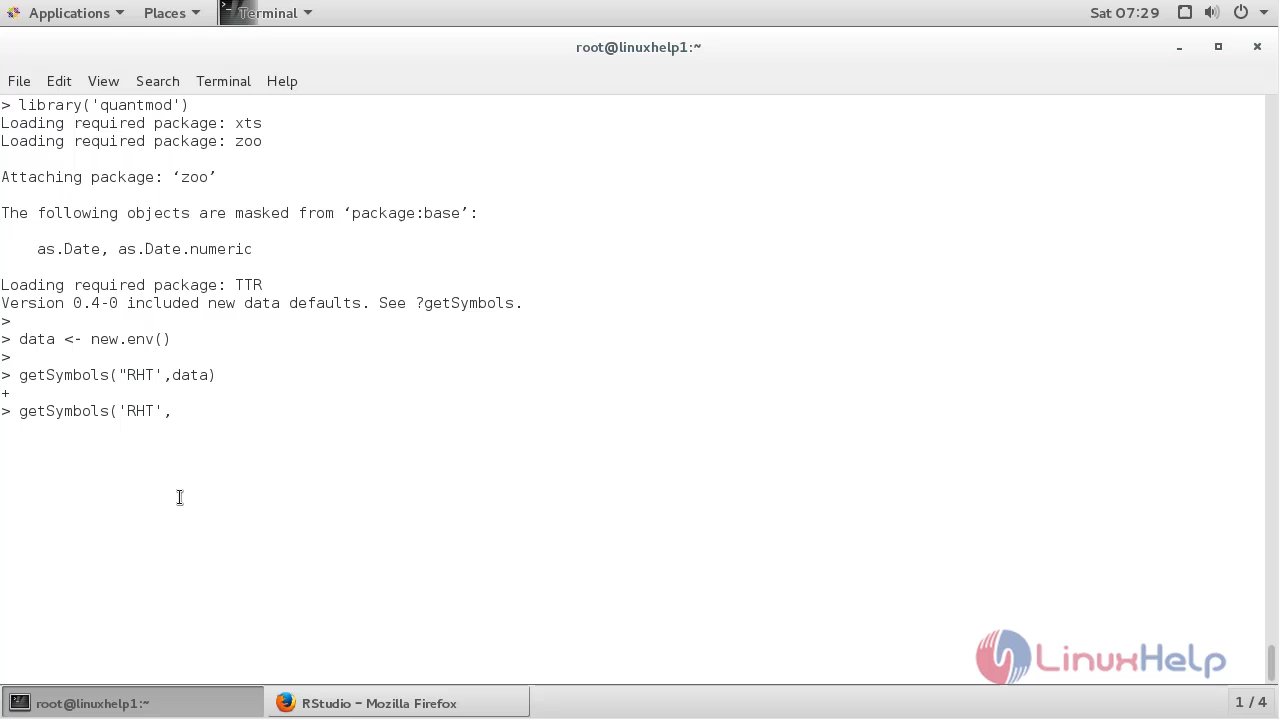 Applications Places Terminal Sat 07:29
root@linuxhelp1:~
File Edit View Search Terminal Help
> library('quantmod')
Loading required package: xts
Loading required package: zoo
Attaching package: ‘zoo’
The following objects are masked from ‘package:base’:
as.Date, as.Date.numeric
Loading required package: TTR
Version 0.4-0 included new data defaults. See ?getSymbols.
>
> data <- new.env()
>
> getSymbols("RHT',data)
+
> getSymbols('RHT',
LinuxHelp
root@linuxhelp1:~ RStudio - Mozilla Firefox 1 / 4